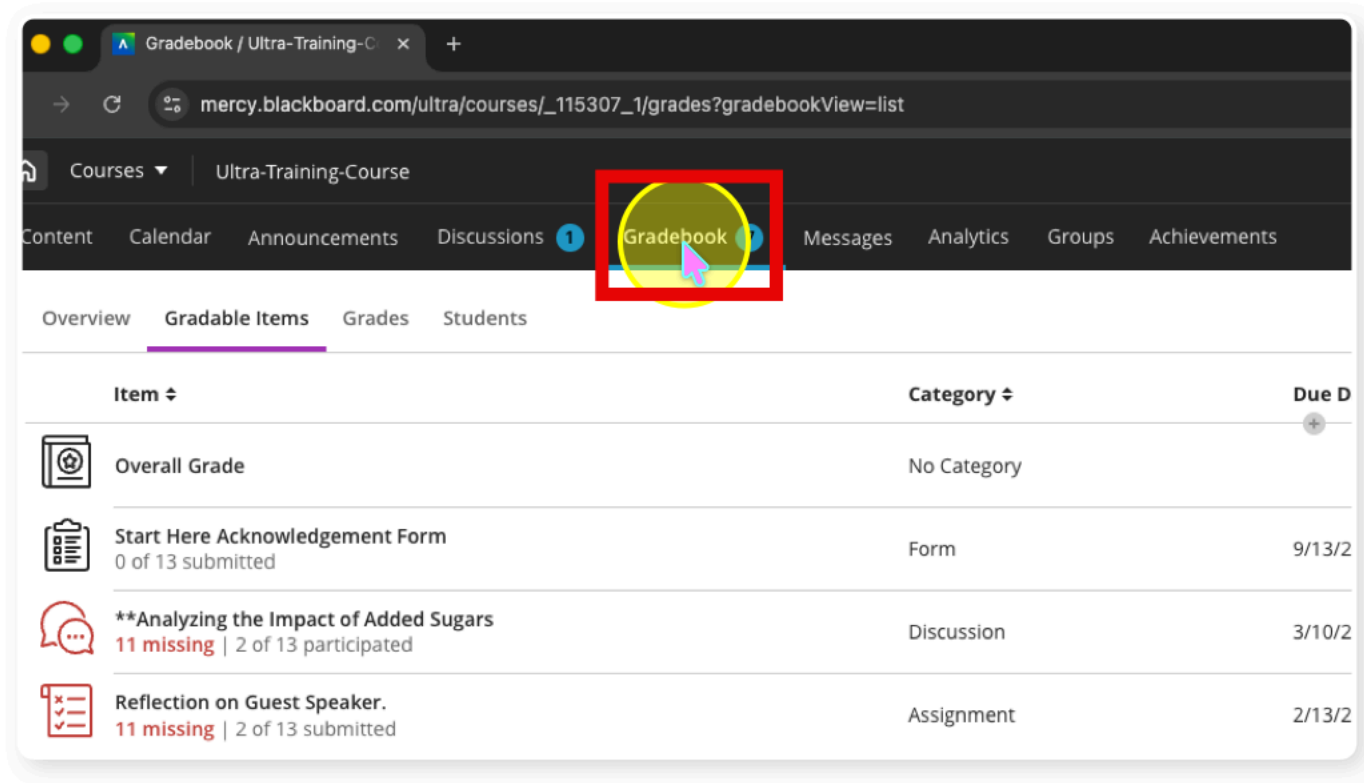 Gradebook / Ultra-Training-C
mercy.blackboard.com/ultra/courses/_115307_1/grades?gradebookView=list
Courses Ultra-Training-Course
Content Calendar Announcements Discussions 1 Gradebook 7 Messages Analytics Groups Achievements
Overview Gradable Items Grades Students
Item Category Due D
Overall Grade No Category
Start Here Acknowledgement Form
0 of 13 submitted
Form 9/13/2
**Analyzing the Impact of Added Sugars
11 missing | 2 of 13 participated
Discussion 3/10/2
Reflection on Guest Speaker.
11 missing | 2 of 13 submitted
Assignment 2/13/2